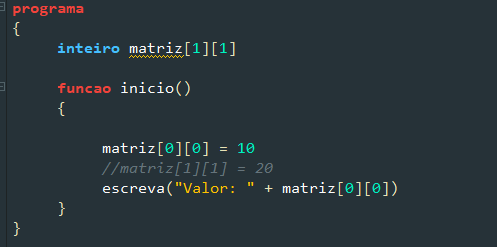 programa
{
inteiro matriz[1][1]
funcao inicio()
{
matriz[0][0] = 10
//matriz[1][1] = 20
escreva("Valor: " + matriz[0][0])
}
}